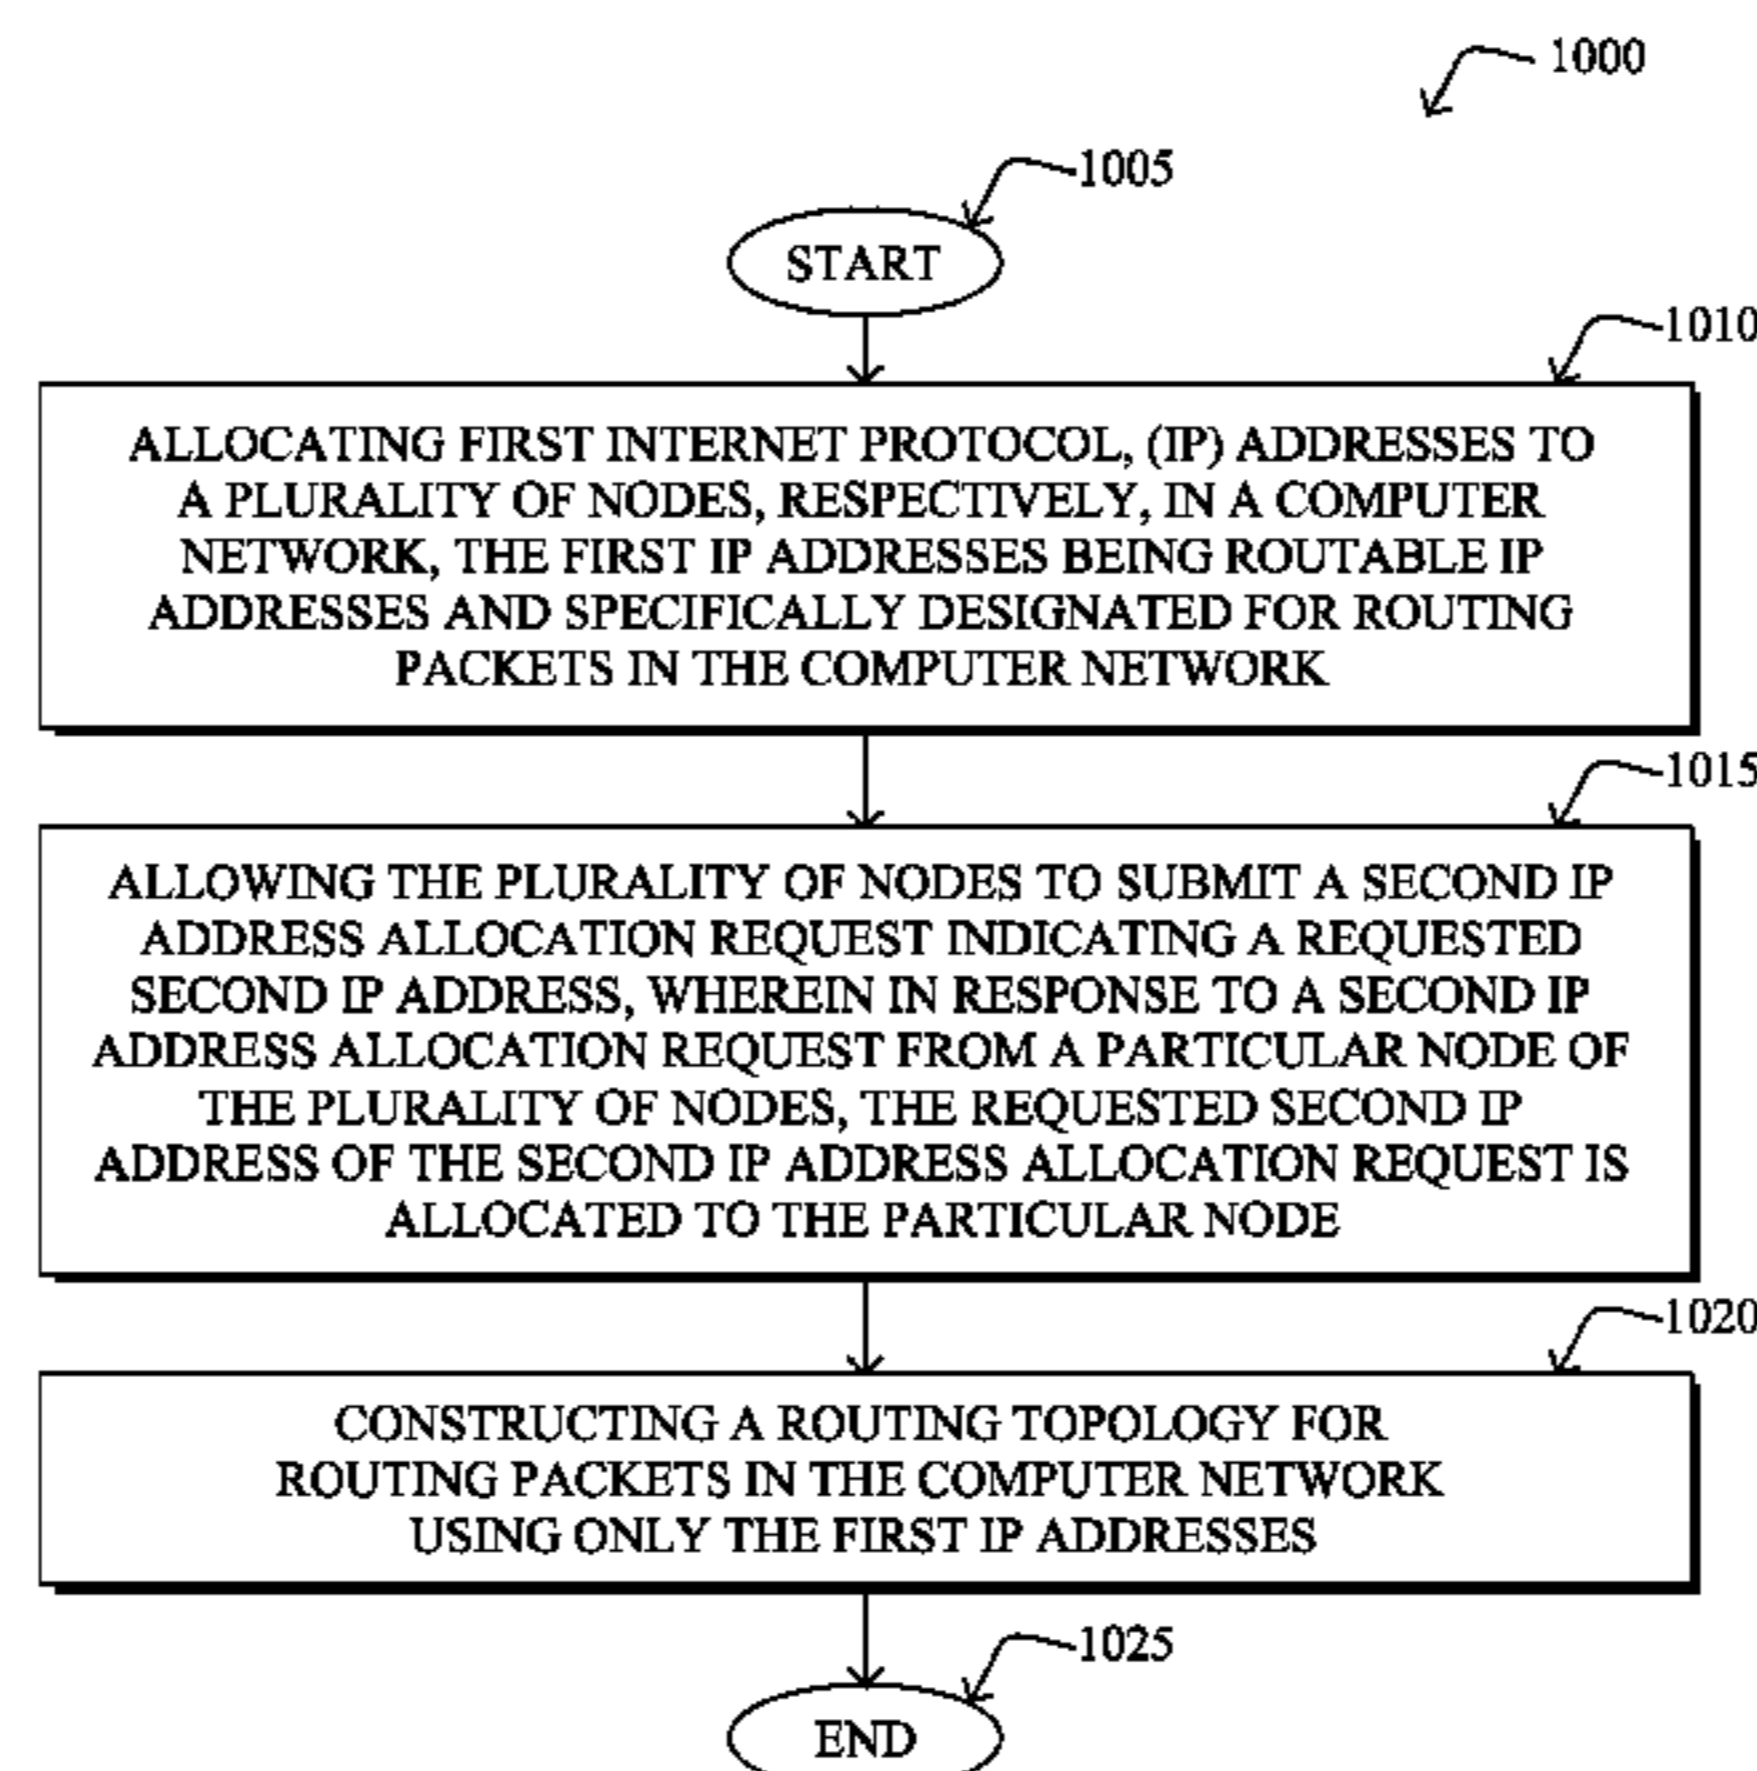 1000
1005
START
1010
ALLOCATING FIRST INTERNET PROTOCOL, (IP) ADDRESSES TO
A PLURALITY OF NODES, RESPECTIVELY, IN A COMPUTER
NETWORK, THE FIRST IP ADDRESSES BEING ROUTABLE IP
ADDRESSES AND SPECIFICALLY DESIGNATED FOR ROUTING
PACKETS IN THE COMPUTER NETWORK
1015
ALLOWING THE PLURALITY OF NODES TO SUBMIT A SECOND IP
ADDRESS ALLOCATION REQUEST INDICATING A REQUESTED
SECOND IP ADDRESS, WHEREIN IN RESPONSE TO A SECOND IP
ADDRESS ALLOCATION REQUEST FROM A PARTICULAR NODE OF
THE PLURALITY OF NODES, THE REQUESTED SECOND IP
ADDRESS OF THE SECOND IP ADDRESS ALLOCATION REQUEST IS
ALLOCATED TO THE PARTICULAR NODE
1020
CONSTRUCTING A ROUTING TOPOLOGY FOR
ROUTING PACKETS IN THE COMPUTER NETWORK
USING ONLY THE FIRST IP ADDRESSES
1025
END